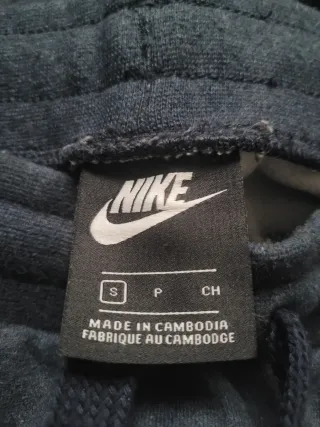 NIKE
S P CH
MADE IN CAMBODIA
FABRIQUE AU CAMBODGE